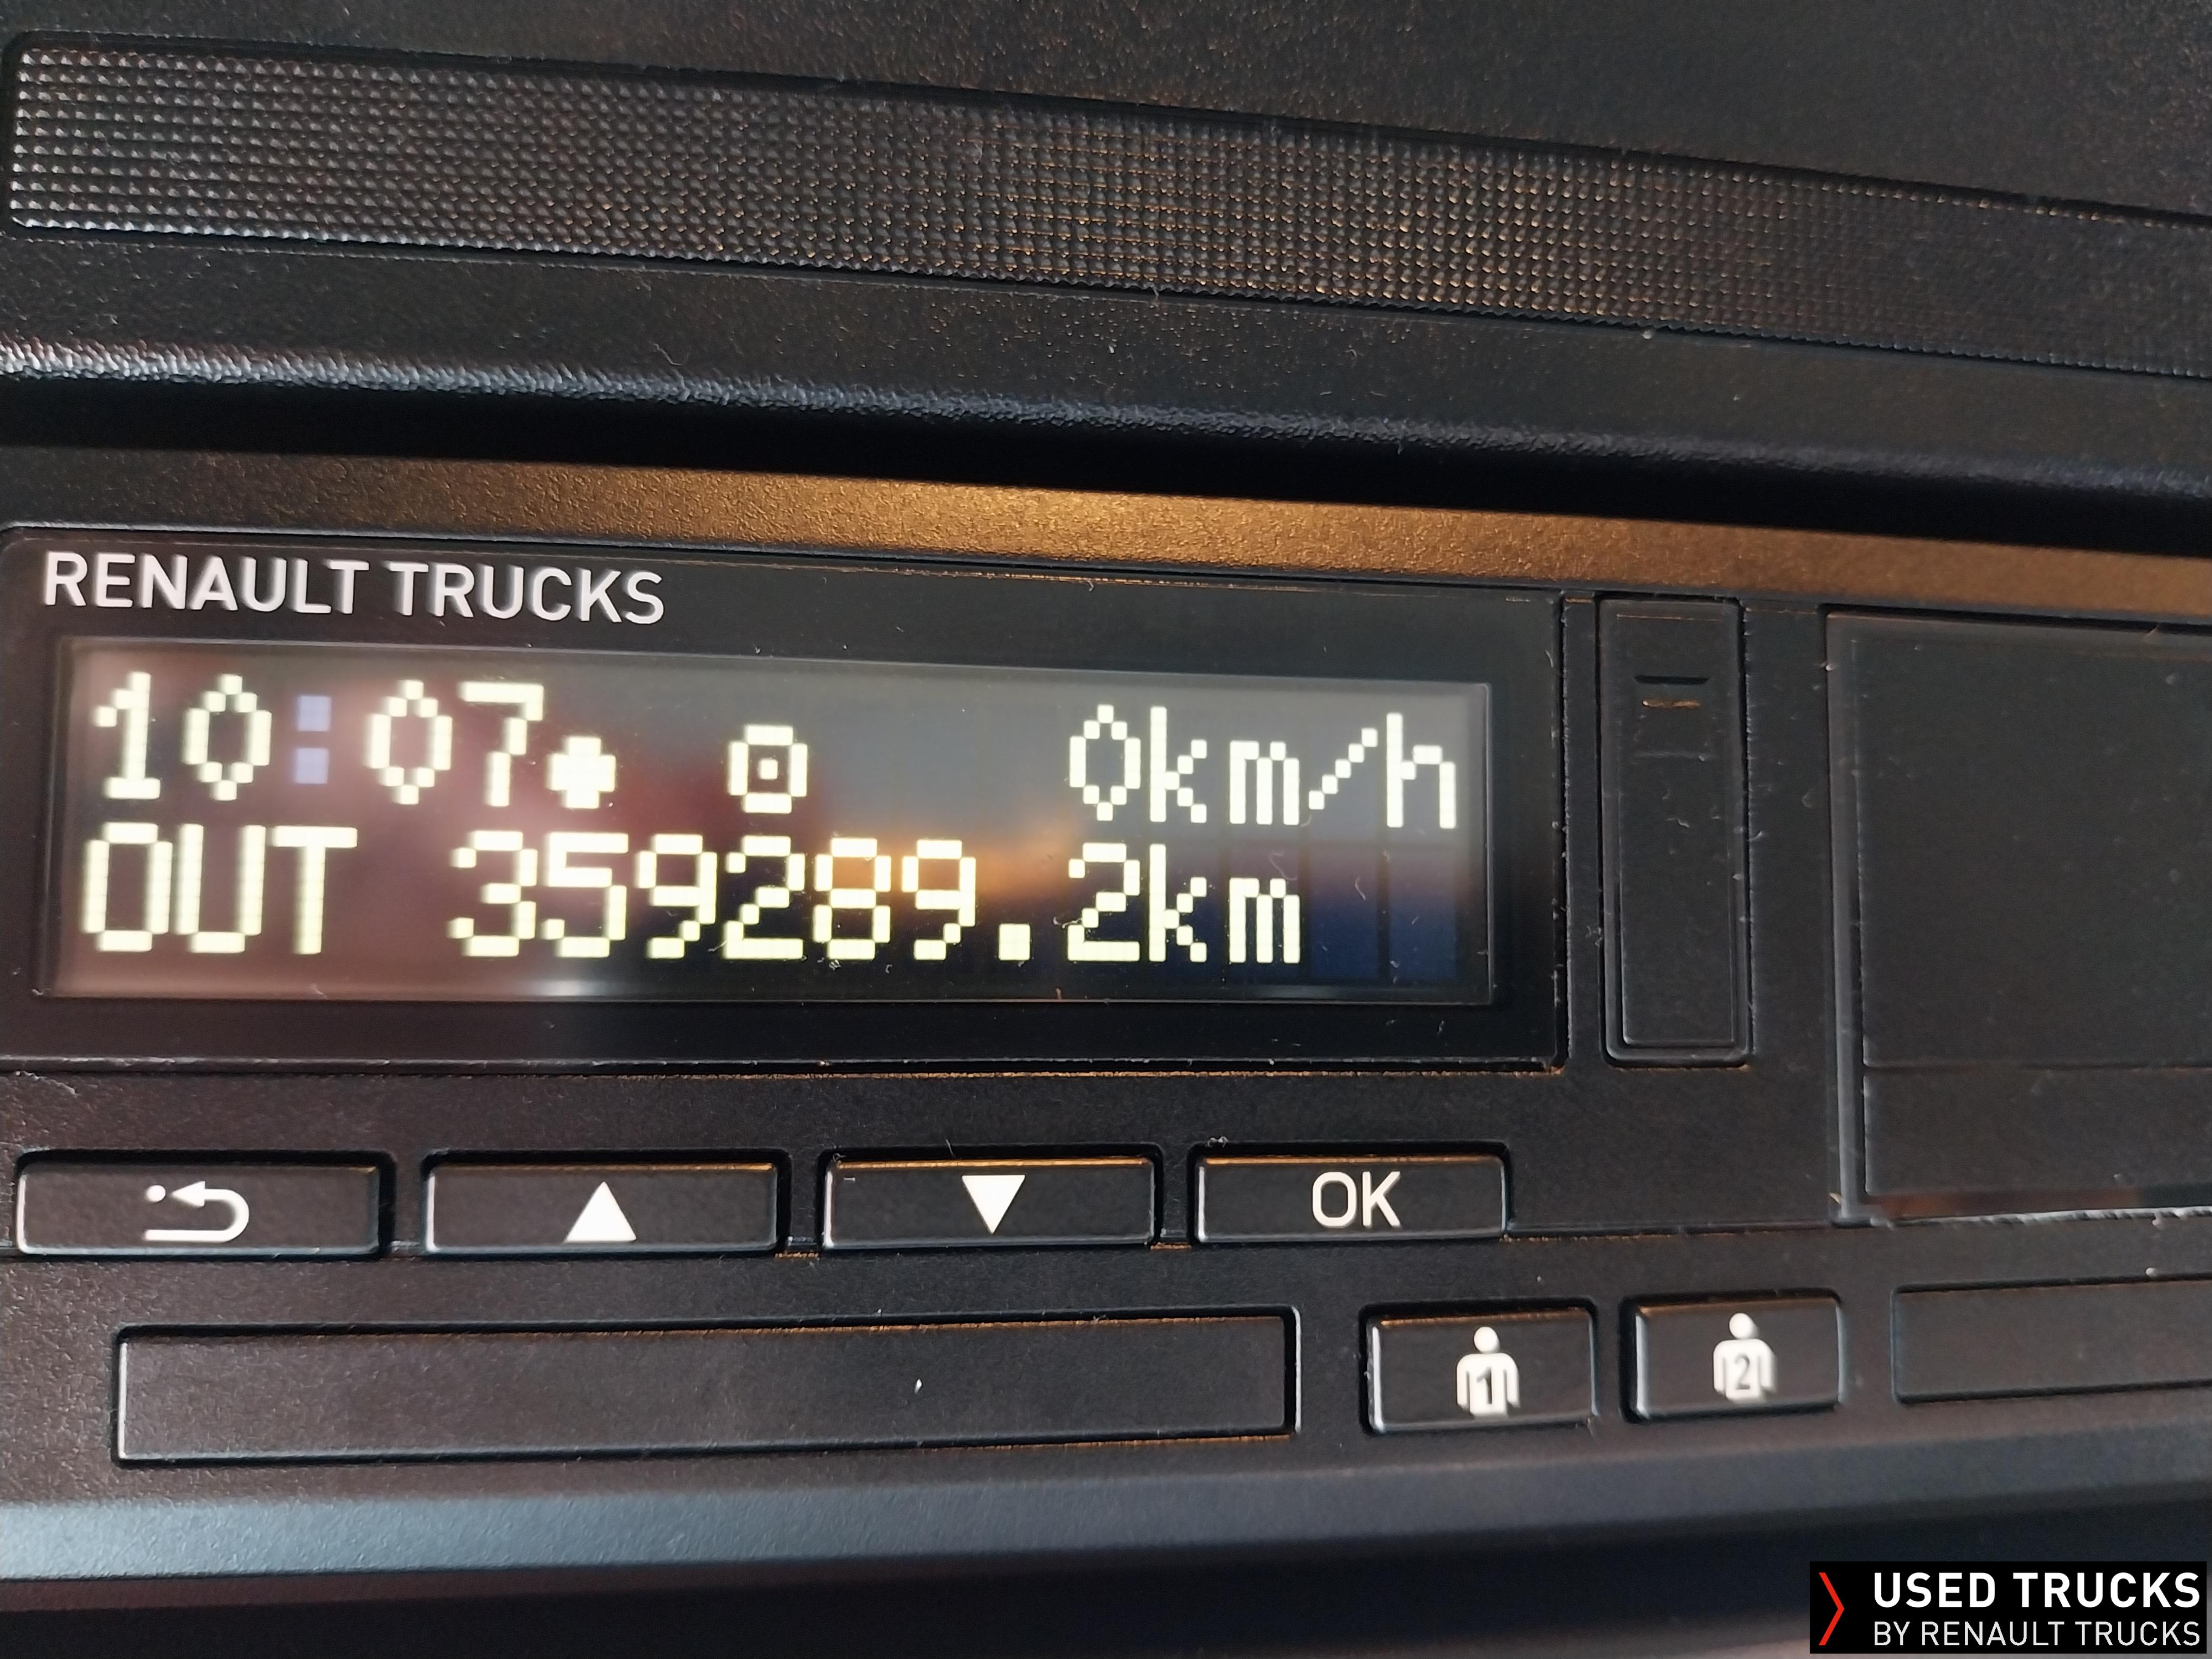 RENAULT TRUCKS
10:07 0km/h
OUT 359289.2km
OK
1 2
USED TRUCKS
BY RENAULT TRUCKS